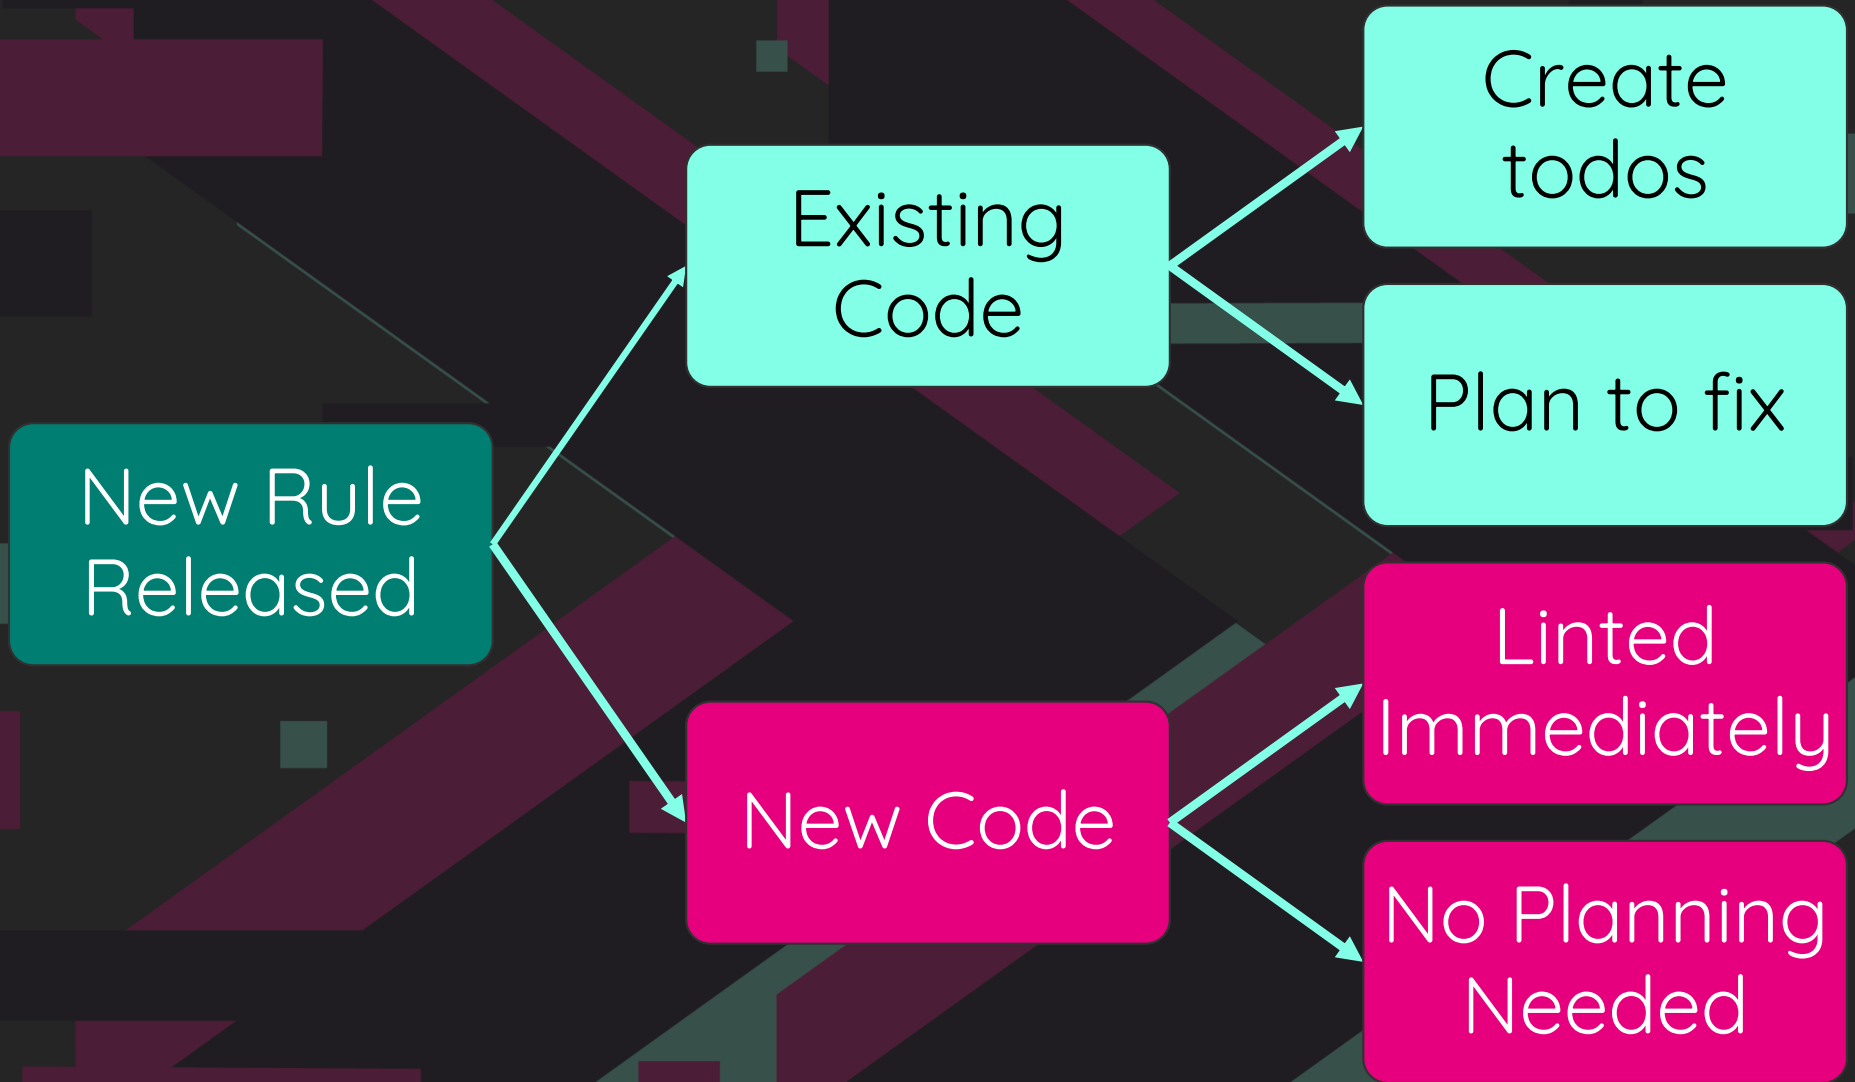 New Rule
Released
Existing
Code
New Code
Create
todos
Plan to fix
Linted
Immediately
No Planning
Needed